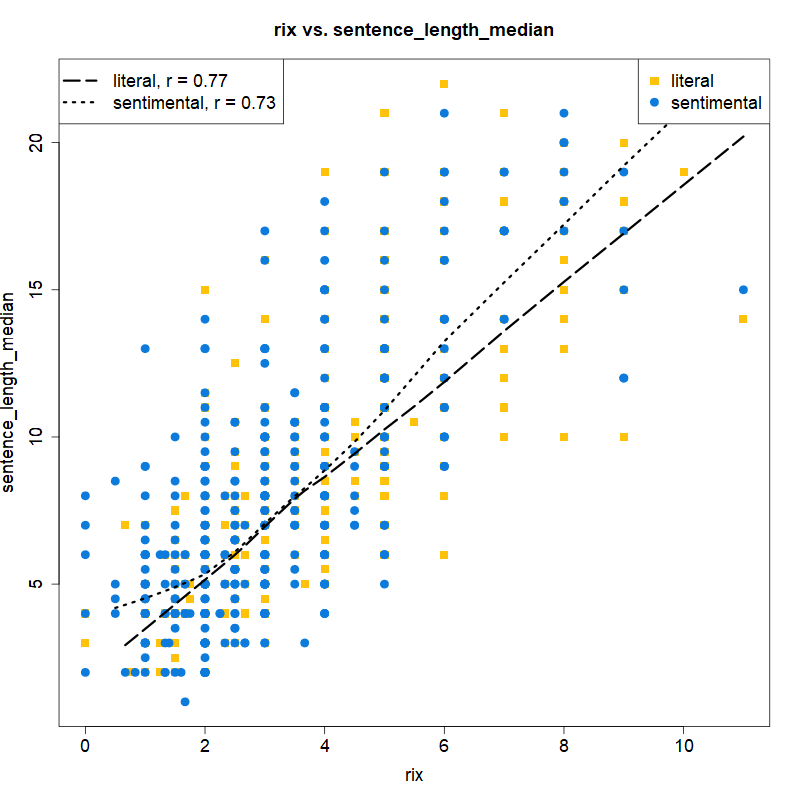 rix vs. sentence_length_median
literal, r = 0.77
sentimental, r = 0.73
literal
sentimental
sentence_length_median
20
15
10
5
0 2 4 6 8 10
rix